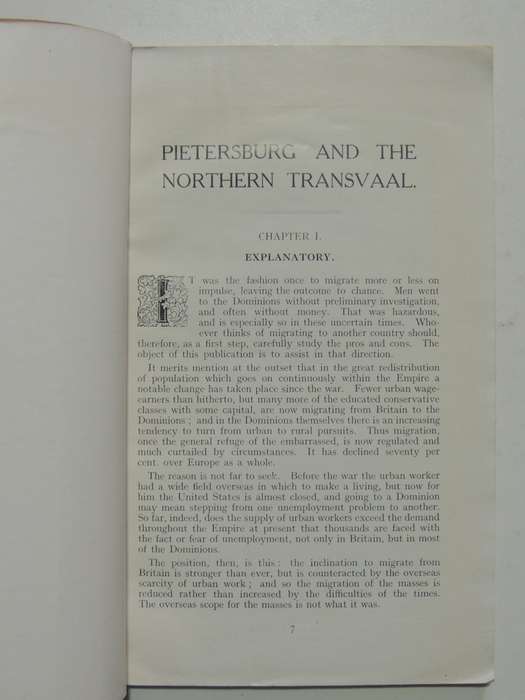 PIETERSBURG AND THE
NORTHERN TRANSVAAL.
CHAPTER I.
EXPLANATORY.
IT was the fashion once to migrate more or less on
impulse, leaving the outcome to chance. Men went
to the Dominions without preliminary investigation,
and often without money. That was hazardous,
and is especially so in these uncertain times. Who-
ever thinks of migrating to another country should,
therefore, as a first step, carefully study the pros and cons. The
object of this publication is to assist in that direction.
It merits mention at the outset that in the great redistribution
of population which goes on continuously within the Empire a
notable change has taken place since the war. Fewer urban wage-
earners than hitherto, but many more of the educated conservative
classes with some capital, are now migrating from Britain to the
Dominions ; and in the Dominions themselves there is an increasing
tendency to turn from urban to rural pursuits. Thus migration,
once the general refuge of the embarrassed, is now regulated and
much curtailed by circumstances. It has declined seventy per
cent. over Europe as a whole.
The reason is not far to seek. Before the war the urban worker
had a wide field overseas in which to make a living, but now for
him the United States is almost closed, and going to a Dominion
may mean stepping from one unemployment problem to another.
So far, indeed, does the supply of urban workers exceed the demand
throughout the Empire at present that thousands are faced with
the fact or fear of unemployment, not only in Britain, but in most
of the Dominions.
The position, then, is this : the inclination to migrate from
Britain is stronger than ever, but is counteracted by the overseas
scarcity of urban work ; and so the migration of the masses is
reduced rather than increased by the difficulties of the times.
The overseas scope for the masses is not what it was.
7